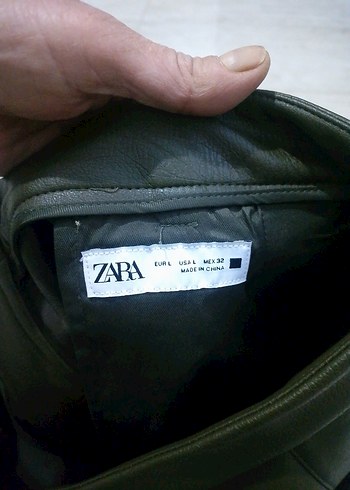 ZARA
EUR L USA L MEX 32
MADE IN CHINA